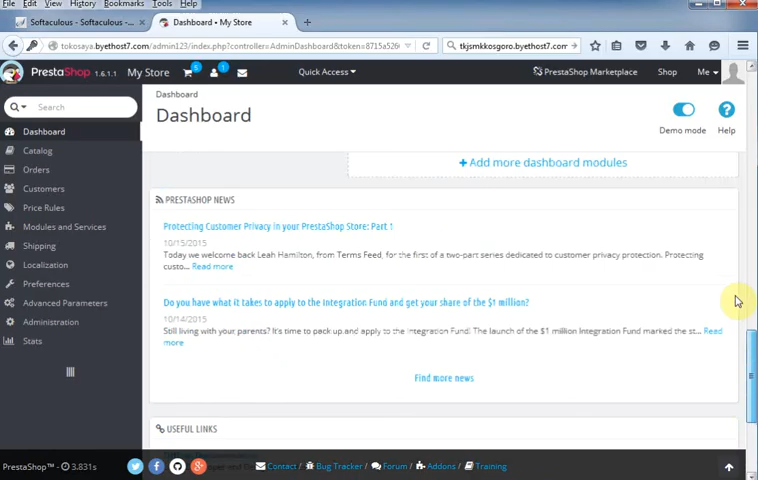 File Edit View History Bookmarks Tools Help
Softaculous - Softaculous -...
Dashboard • My Store
tokosaya.byethost7.com/admin123/index.php?controller=AdminDashboard&token=8715a526
tkjsmkkosgoro.byethost7.com/
PRESTASHOP 1.6.1.1 My Store 5 1 Quick Access PrestaShop Marketplace Shop Me
Search
Dashboard
Dashboard
Demo mode
Help
Dashboard
Catalog
Orders
Customers
Price Rules
Modules and Services
Shipping
Localization
Preferences
Advanced Parameters
Administration
Stats
Add more dashboard modules
PRESTASHOP NEWS
Protecting Customer Privacy in your PrestaShop Store: Part 1
10/15/2015
Today we welcome back Leah Hamilton, from Terms Feed, for the first of a two-part series dedicated to customer privacy protection. Protecting
custo... Read more
Do you have what it takes to apply to the Integration Fund and get your share of the $1 million?
10/14/2015
Still living with your parents? It's time to pack up and apply to the Integration Fund! The launch of the $1 million Integration Fund marked the st... Read
more
Find more news
USEFUL LINKS
PrestaShop™ - 3.831s
Contact / Bug Tracker / Forum / Addons / Training